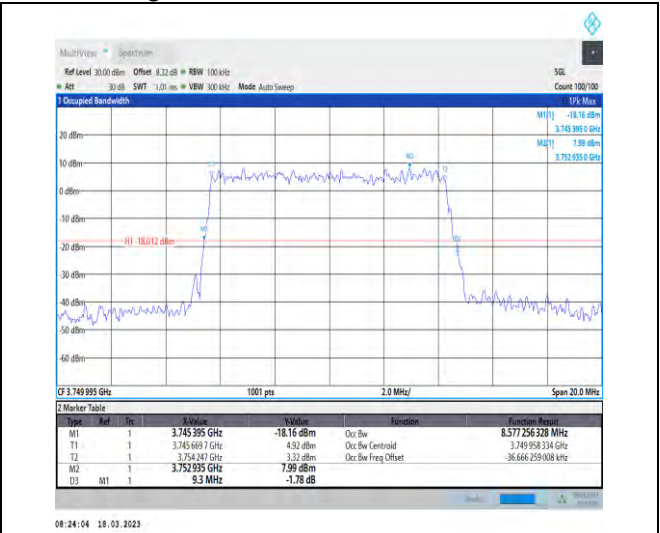 MultiView Spectrum
Ref Level 30.00 dBm Offset 8.32 dB RBW 100 kHz SGL
Att 30 dB SWT 1.01 ms VBW 300 kHz Mode Auto Sweep Count 100/100
1 Occupied Bandwidth 1Pk Max
M1[1] -18.16 dBm
3.745 395 0 GHz
M2[1] 7.99 dBm
3.752 935 0 GHz
20 dBm
10 dBm
M2
T2
0 dBm
-10 dBm
M1
H1 -18.012 dBm
-20 dBm
-30 dBm
-40 dBm
-50 dBm
-60 dBm
CF 3.749 995 GHz 1001 pts 2.0 MHz/ Span 20.0 MHz
2 Marker Table
Type Ref Trc X-Value Y-Value Function Function Result
M1 1 3.745 395 GHz -18.16 dBm Occ Bw 8.577 256 328 MHz
T1 1 3.745 669 7 GHz 4.92 dBm Occ Bw Centroid 3.749 958 334 GHz
T2 1 3.754 247 GHz 3.32 dBm Occ Bw Freq Offset -36.666 259 008 kHz
M2 1 3.752 935 GHz 7.99 dBm
D3 M1 1 9.3 MHz -1.78 dB
08:24:04 18.03.2023